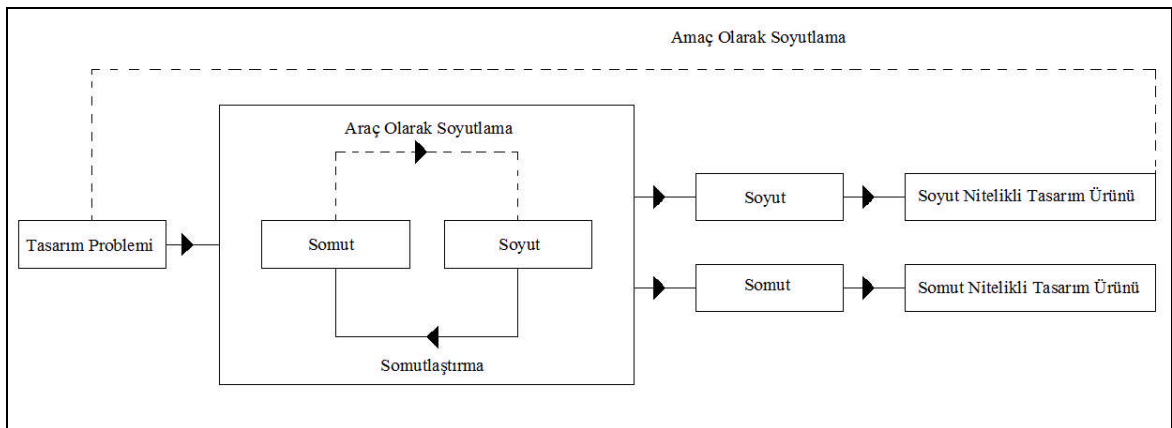 Amaç Olarak Soyutlama
Araç Olarak Soyutlama
Tasarım Problemi
Somut
Soyut
Somutlaştırma
Soyut
Soyut Nitelikli Tasarım Ürünü
Somut
Somut Nitelikli Tasarım Ürünü